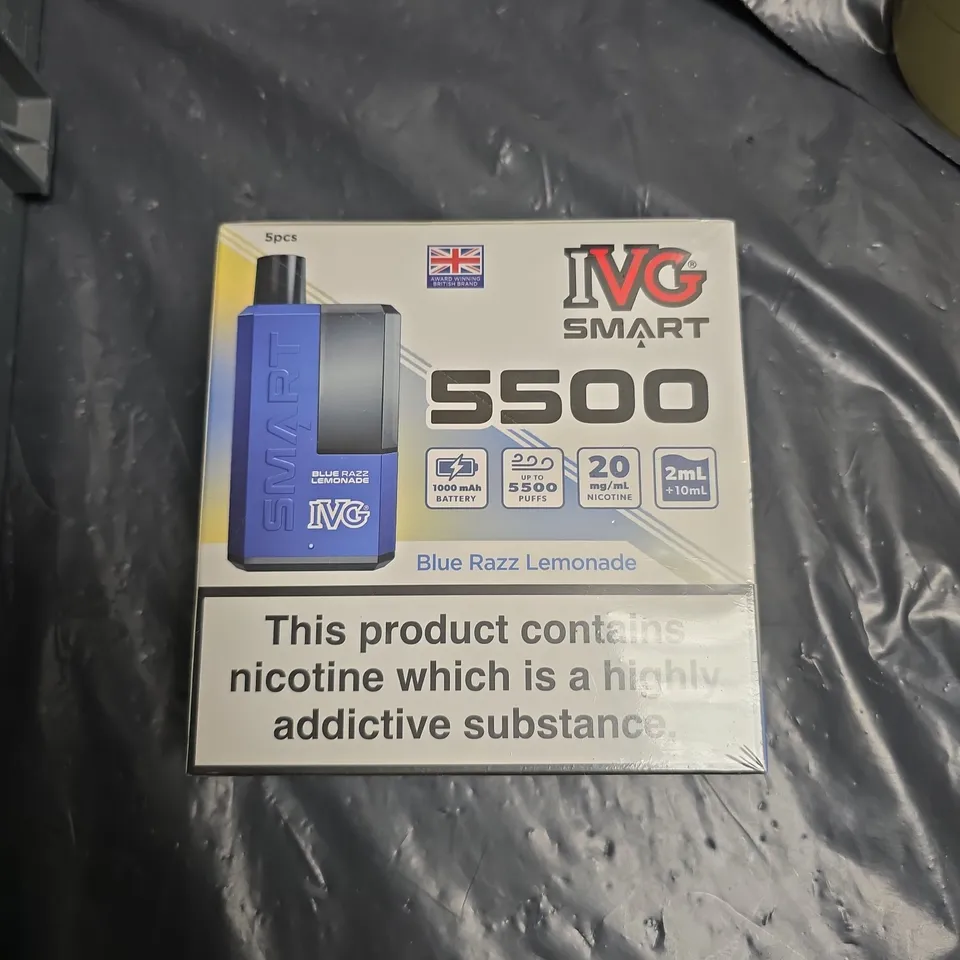 5pcs
AWARD WINNING
BRITISH BRAND
IVG®
SMART
5500
SMART
BLUE RAZZ
LEMONADE
IVG
1000 mAh
BATTERY
UP TO
5500
PUFFS
20
mg/mL
NICOTINE
2mL
+10mL
Blue Razz Lemonade
This product contains
nicotine which is a highly
addictive substance.